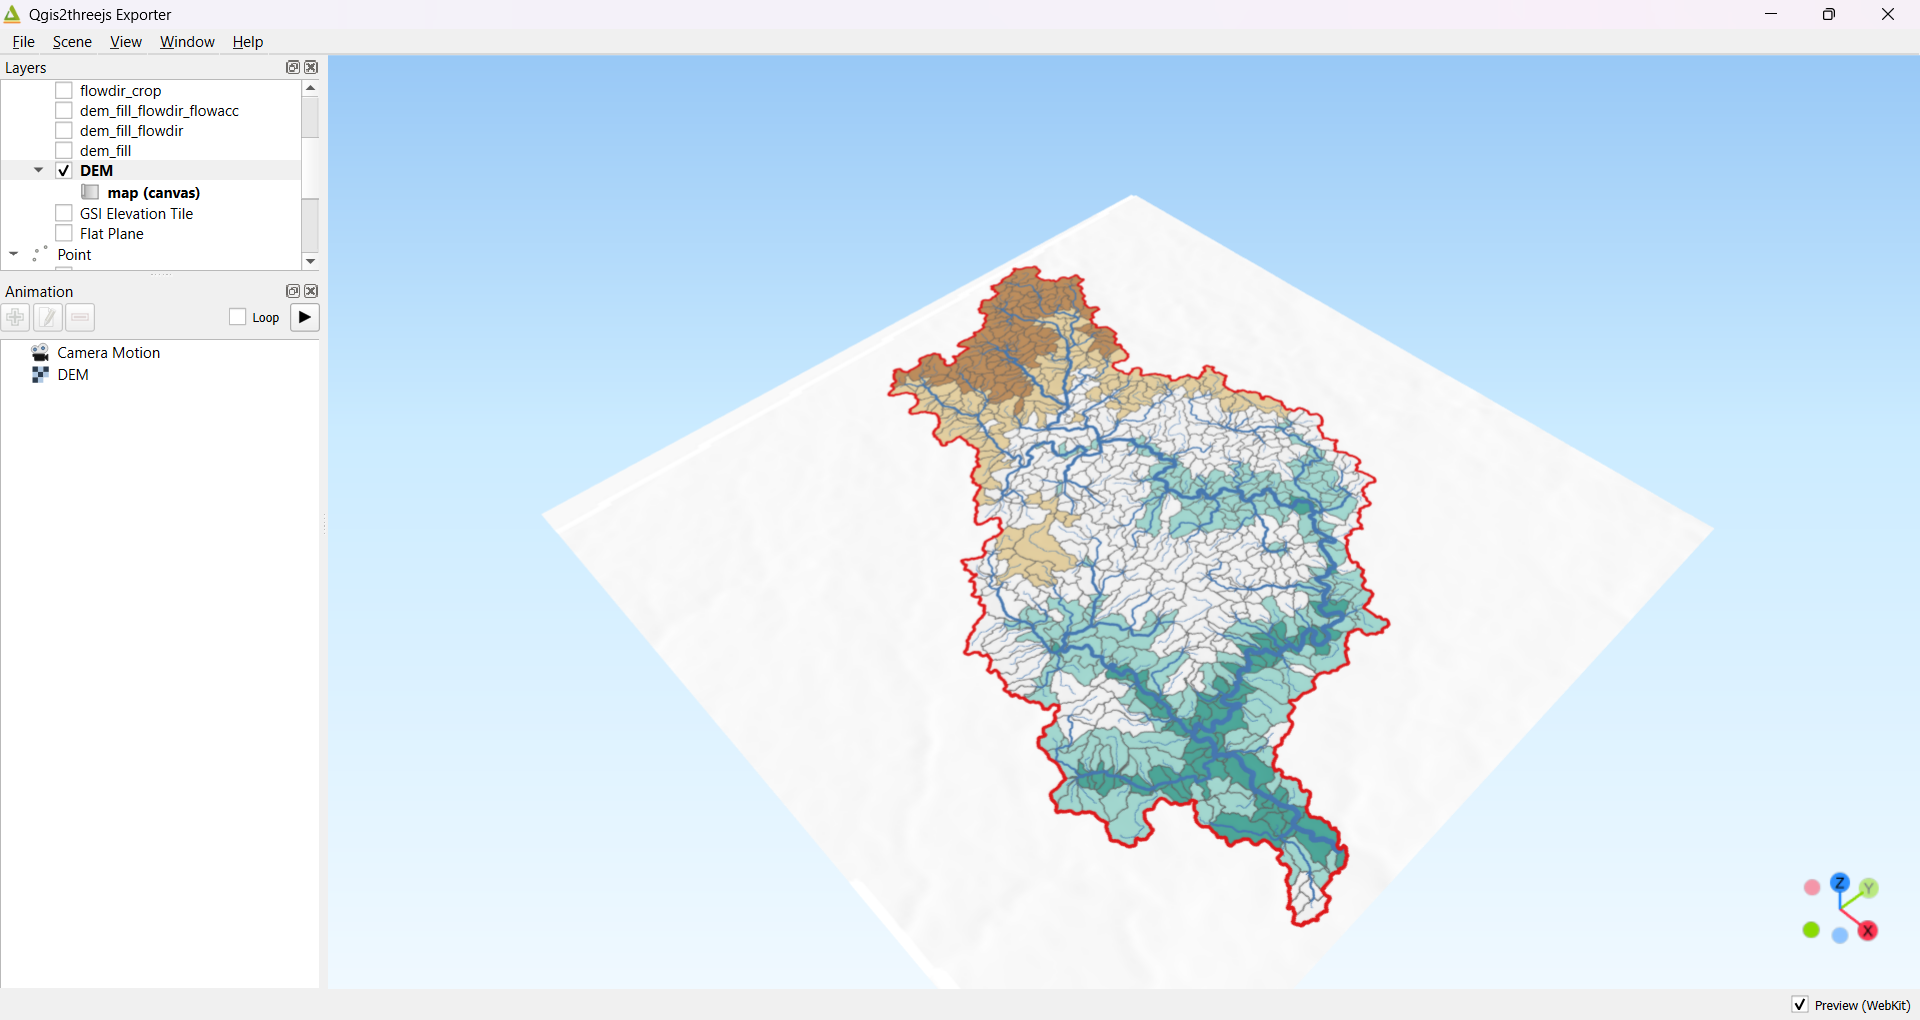 Qgis2threejs Exporter
File Scene View Window Help
Layers
flowdir_crop
dem_fill_flowdir_flowacc
dem_fill_flowdir
dem_fill
DEM
map (canvas)
GSI Elevation Tile
Flat Plane
Point
Animation
Loop
Camera Motion
DEM
Z
Y
X
Preview (WebKit)